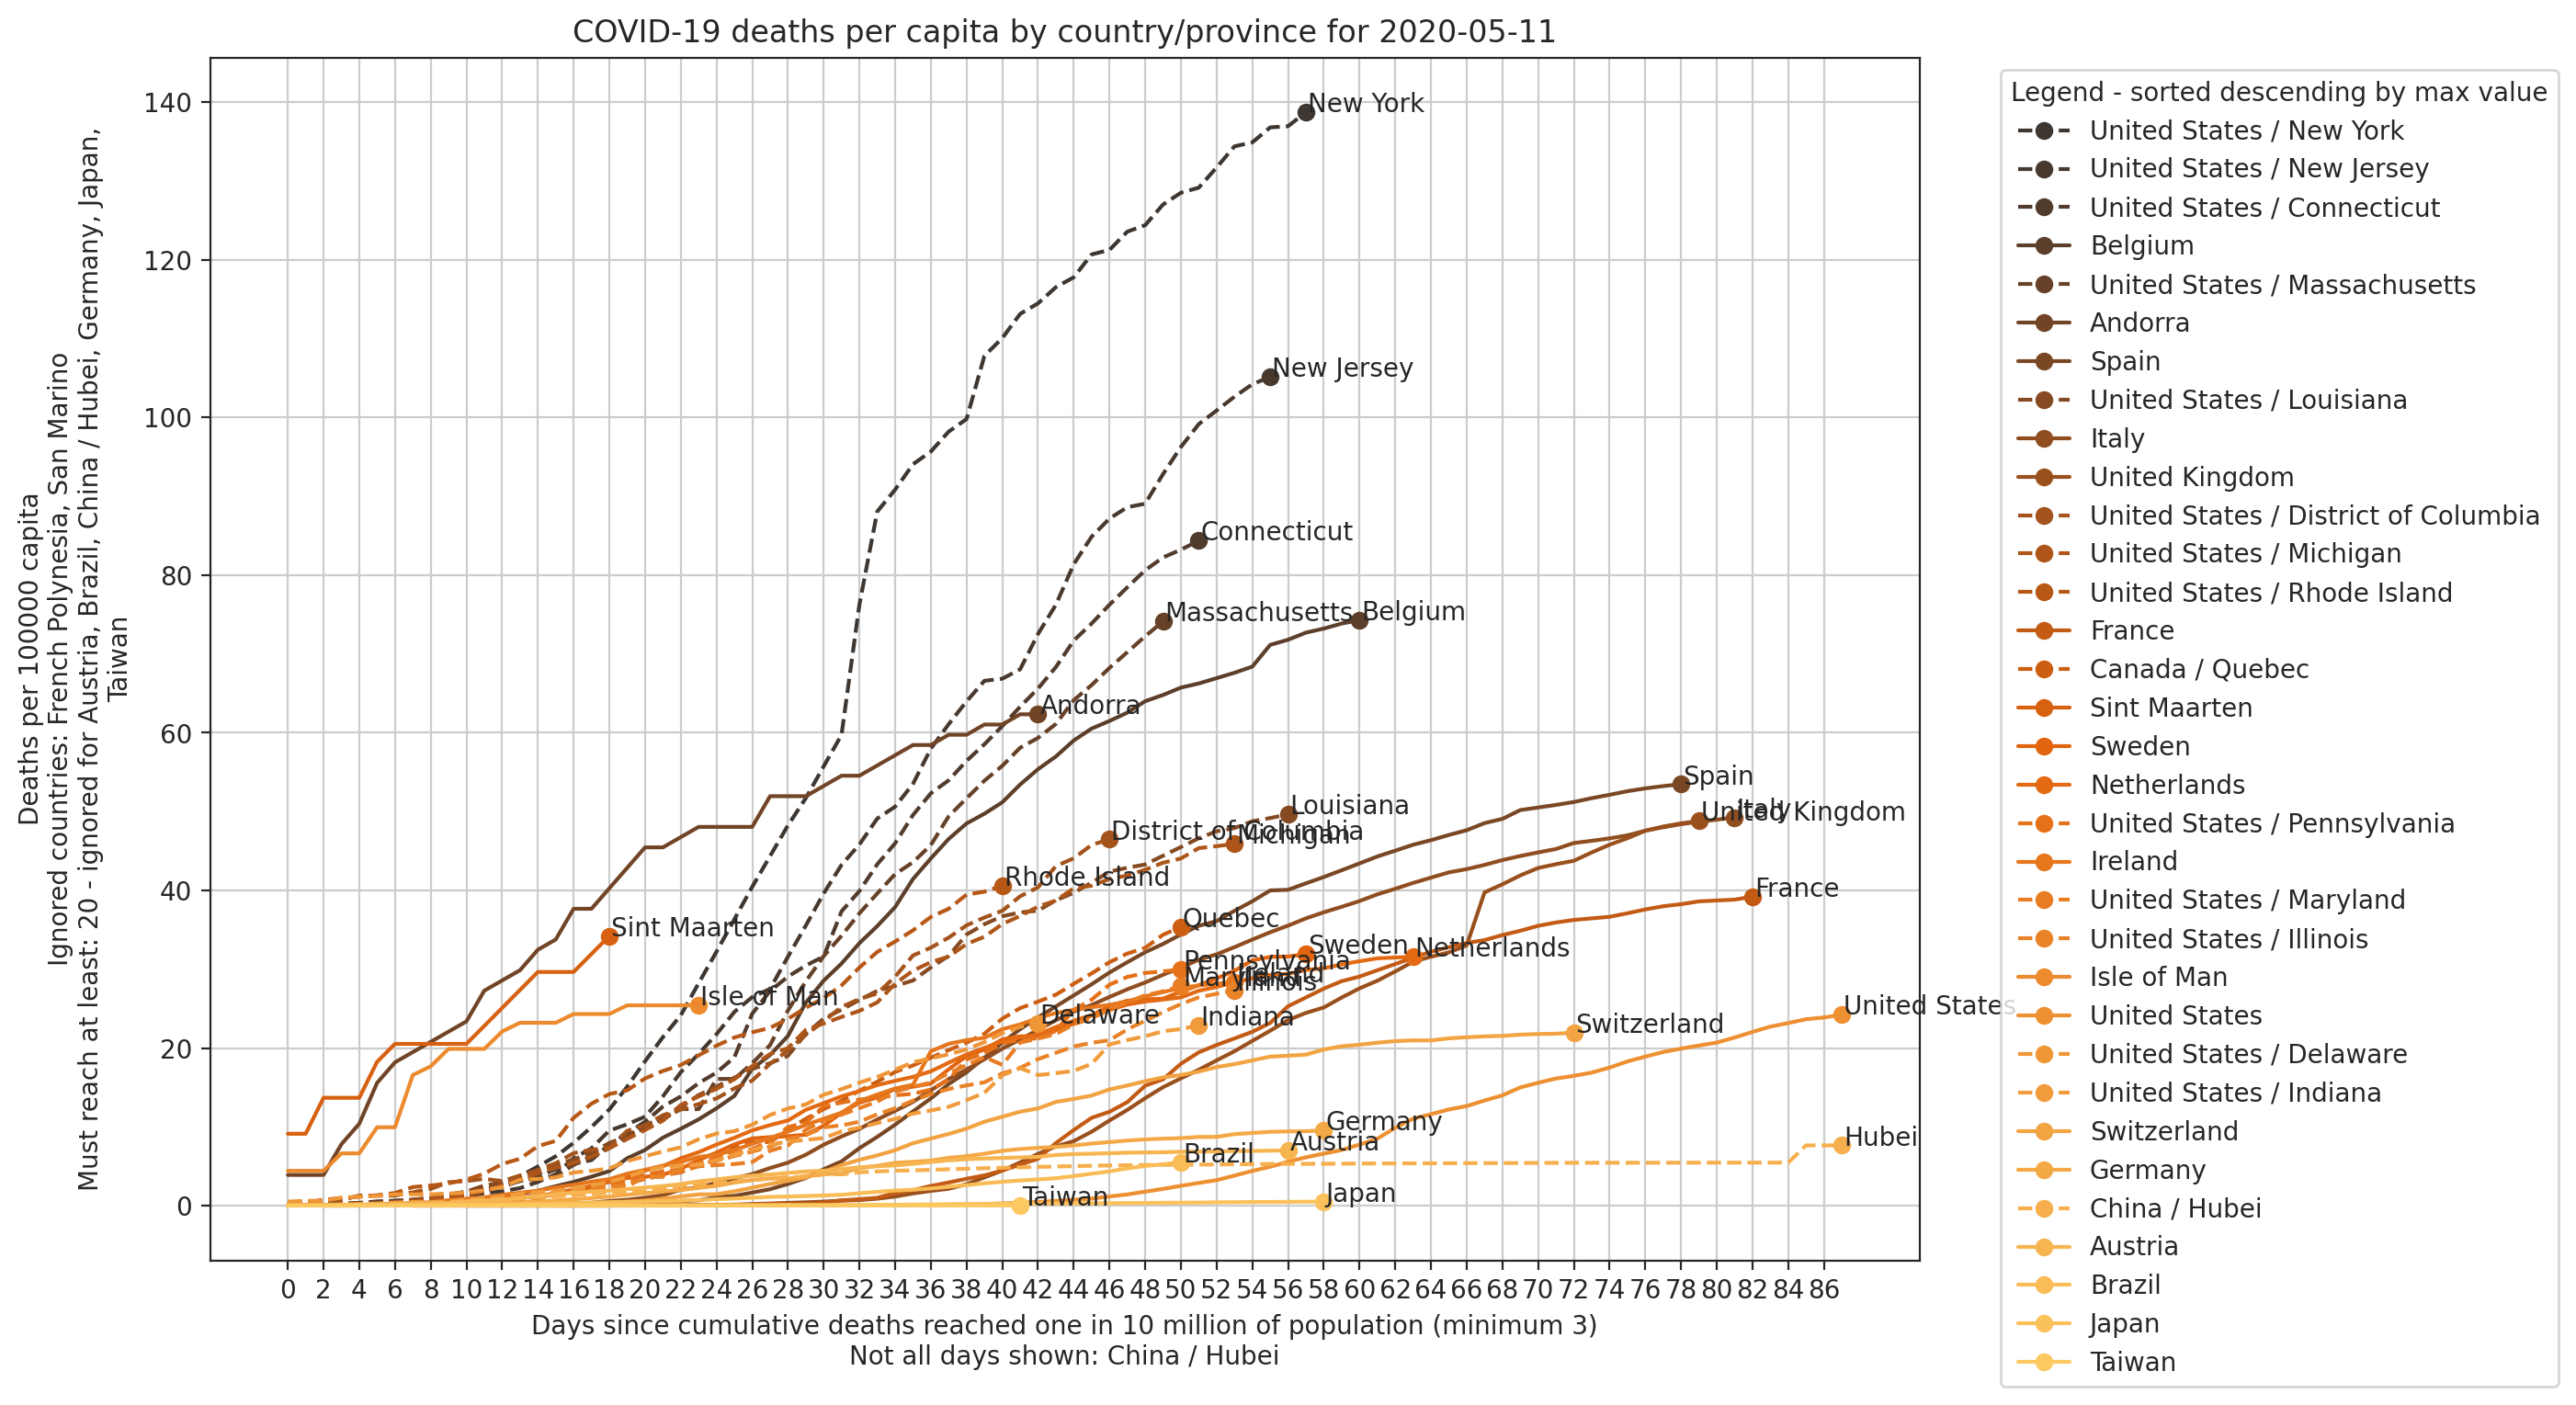 COVID-19 deaths per capita by country/province for 2020-05-11
Deaths per 100000 capita
Ignored countries: French Polynesia, San Marino
Must reach at least: 20 - ignored for Austria, Brazil, China / Hubei, Germany, Japan,
Taiwan
140
120
100
80
60
40
20
0
New York
New Jersey
Connecticut
Massachusetts
Belgium
Andorra
Spain
Louisiana
Italy
United Kingdom
District of Columbia
Michigan
Rhode Island
France
Quebec
Sint Maarten
Sweden
Netherlands
Pennsylvania
Ireland
Maryland
Illinois
Isle of Man
United States
Delaware
Indiana
Switzerland
Germany
Hubei
Austria
Brazil
Japan
Taiwan
0 2 4 6 8 10 12 14 16 18 20 22 24 26 28 30 32 34 36 38 40 42 44 46 48 50 52 54 56 58 60 62 64 66 68 70 72 74 76 78 80 82 84 86
Days since cumulative deaths reached one in 10 million of population (minimum 3)
Not all days shown: China / Hubei
Legend - sorted descending by max value
United States / New York
United States / New Jersey
United States / Connecticut
Belgium
United States / Massachusetts
Andorra
Spain
United States / Louisiana
Italy
United Kingdom
United States / District of Columbia
United States / Michigan
United States / Rhode Island
France
Canada / Quebec
Sint Maarten
Sweden
Netherlands
United States / Pennsylvania
Ireland
United States / Maryland
United States / Illinois
Isle of Man
United States
United States / Delaware
United States / Indiana
Switzerland
Germany
China / Hubei
Austria
Brazil
Japan
Taiwan